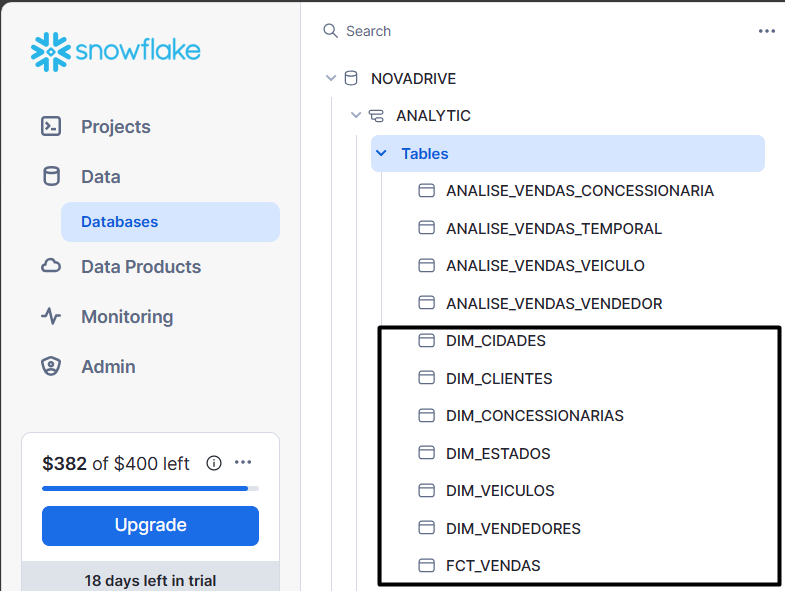 snowflake
Projects
Data
Databases
Data Products
Monitoring
Admin
$382 of $400 left
Upgrade
18 days left in trial
Search
NOVADRIVE
ANALYTIC
Tables
ANALISE_VENDAS_CONCESSIONARIA
ANALISE_VENDAS_TEMPORAL
ANALISE_VENDAS_VEICULO
ANALISE_VENDAS_VENDEDOR
DIM_CIDADES
DIM_CLIENTES
DIM_CONCESSIONARIAS
DIM_ESTADOS
DIM_VEICULOS
DIM_VENDEDORES
FCT_VENDAS